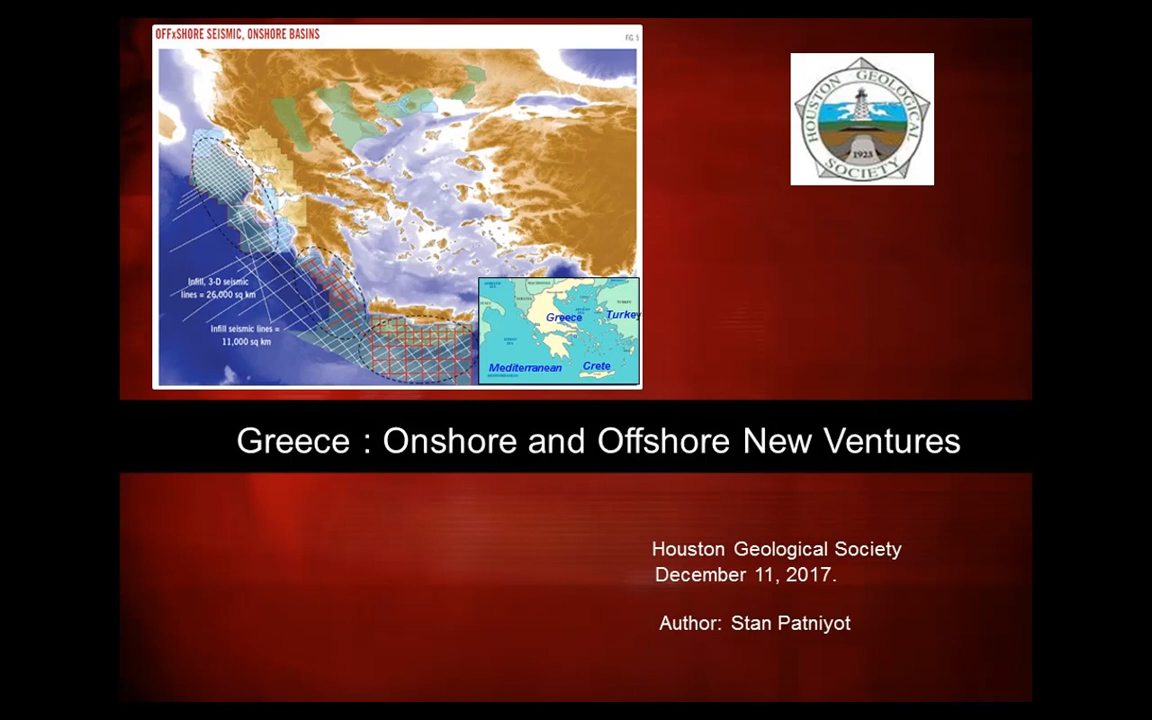 OFFxSHORE SEISMIC, ONSHORE BASINS
FIG 5
Infill, 3-D seismic
lines = 26,000 sq km
Infill seismic lines =
11,000 sq km
Greece
Turkey
Mediterranean
Crete
HOUSTON GEOLOGICAL SOCIETY
1923
Greece : Onshore and Offshore New Ventures
Houston Geological Society
December 11, 2017.
Author: Stan Patniyot